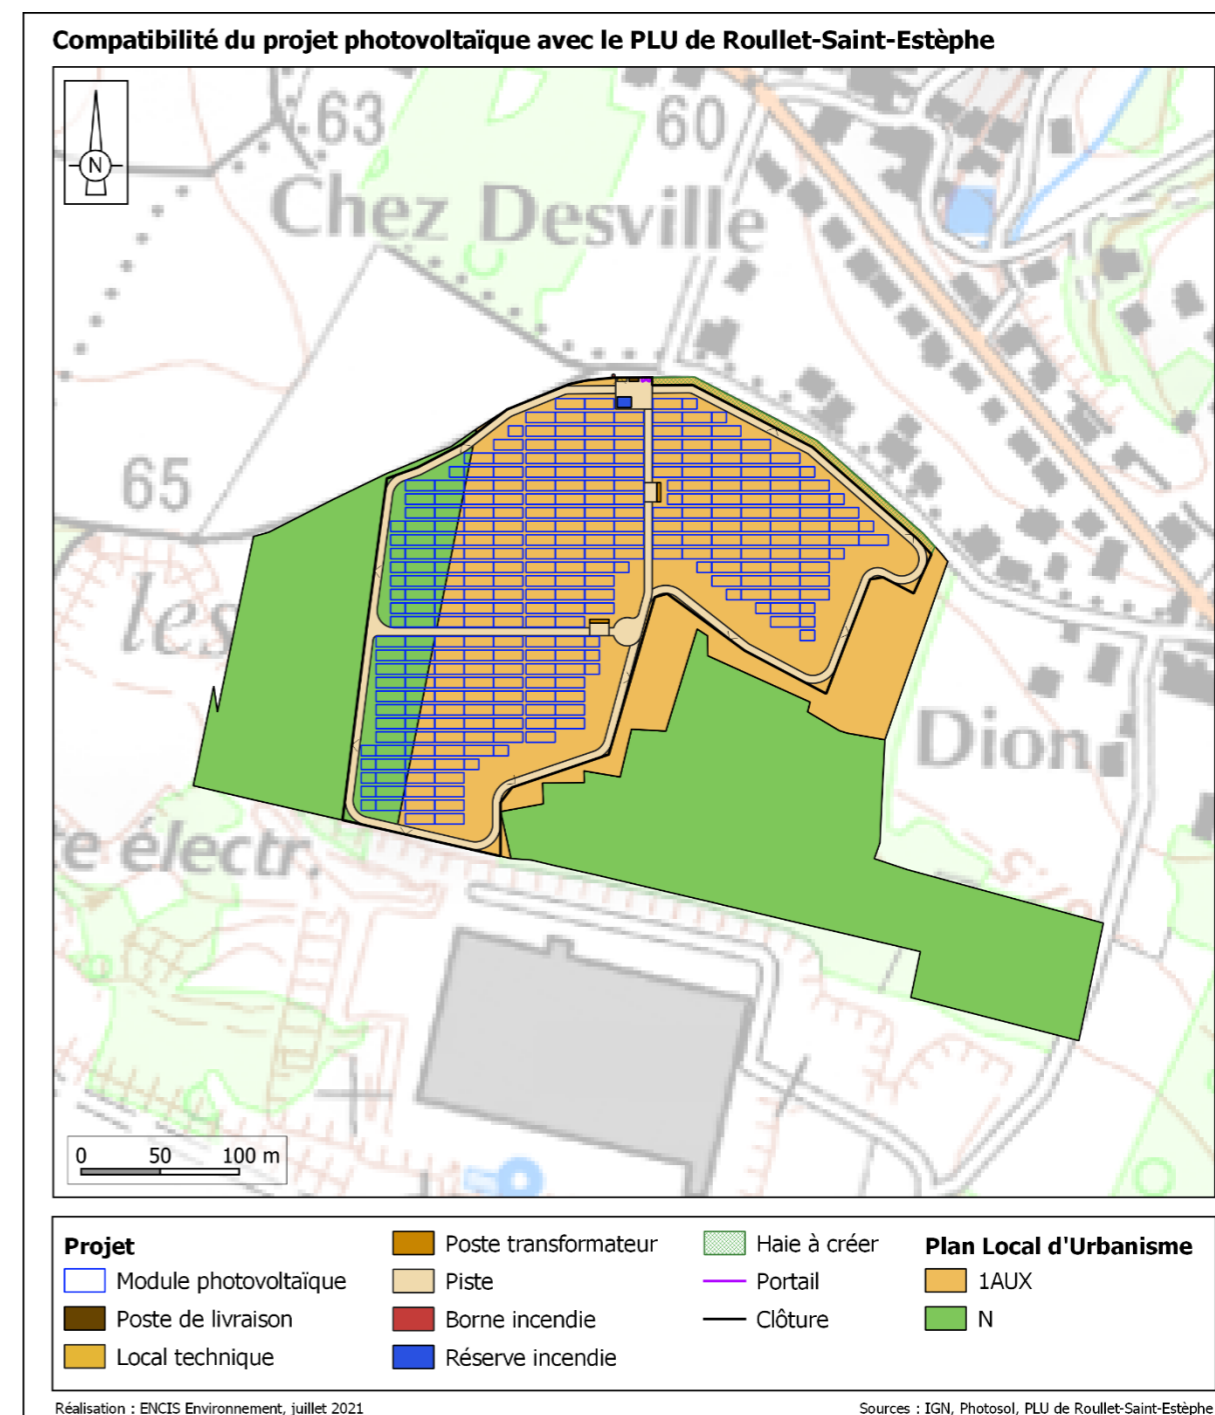 Compatibilité du projet photovoltaïque avec le PLU de Roullet-Saint-Estèphe
N
63
60
Chez Desville
65
les
Dion
te électr.
0 50 100 m
Projet
Module photovoltaïque
Poste de livraison
Local technique
Poste transformateur
Piste
Borne incendie
Réserve incendie
Haie à créer
Portail
Clôture
Plan Local d'Urbanisme
1AUX
N
Réalisation : ENCIS Environnement, juillet 2021
Sources : IGN, Photosol, PLU de Roullet-Saint-Estèphe